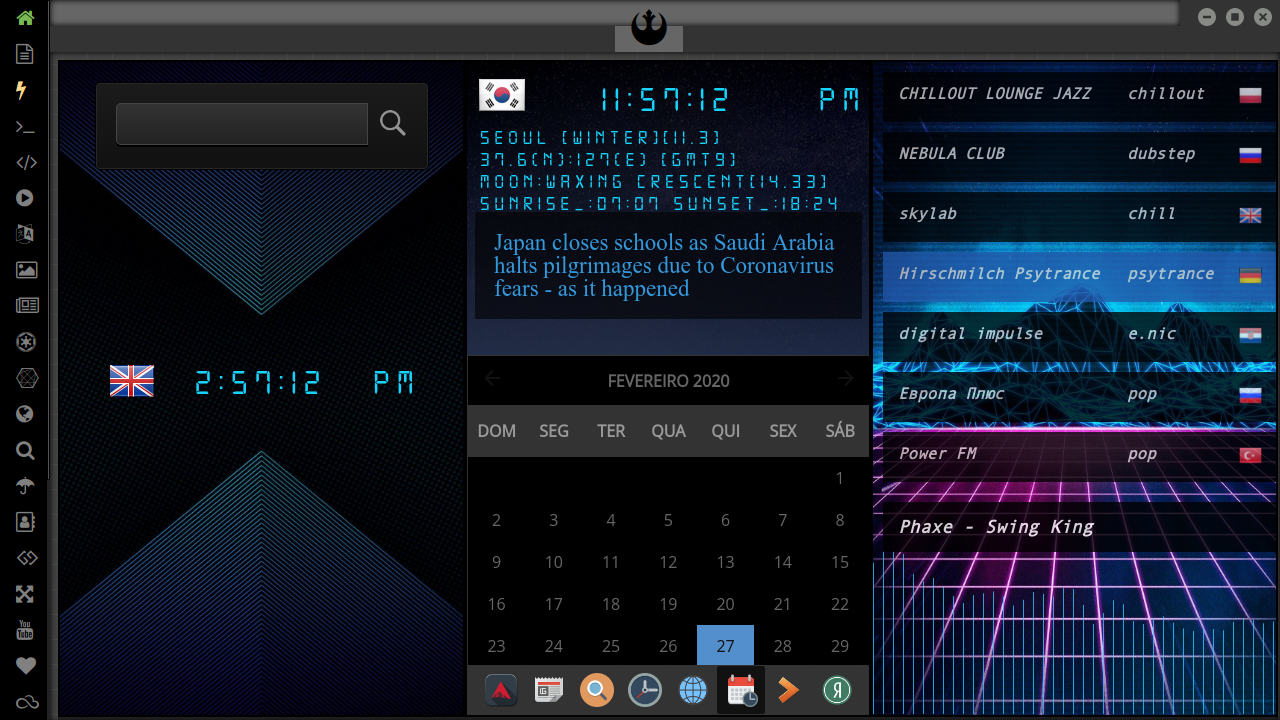 You
Tube
2:57:12 PM
11:57:12 PM
SEOUL [WINTER][11.3]
37.6(N):127(E) [GMT9]
MOON:WAXING CRESCENT[14.33]
SUNRISE_:07:07 SUNSET_:18:24
Japan closes schools as Saudi Arabia
halts pilgrimages due to Coronavirus
fears - as it happened
FEVEREIRO 2020
DOM SEG TER QUA QUI SEX SÁB
1
2 3 4 5 6 7 8
9 10 11 12 13 14 15
16 17 18 19 20 21 22
23 24 25 26 27 28 29
Я
CHILLOUT LOUNGE JAZZ chillout
NEBULA CLUB dubstep
skylab chill
Hirschmilch Psytrance psytrance
digital impulse e.nic
Европа Плюс pop
Power FM pop
Phaxe - Swing King